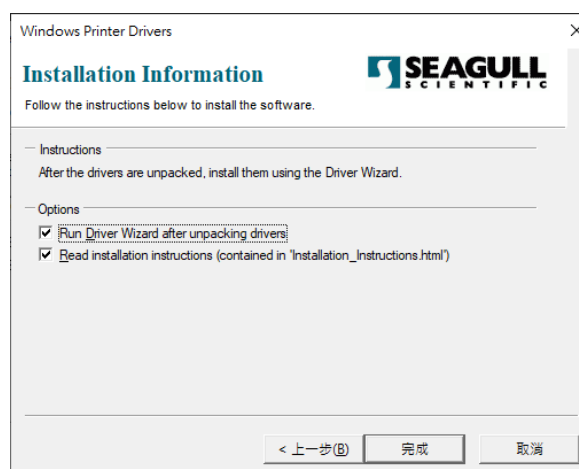 Windows Printer Drivers
Installation Information
SEAGULL
SCIENTIFIC
Follow the instructions below to install the software.
Instructions
After the drivers are unpacked, install them using the Driver Wizard.
Options
Run Driver Wizard after unpacking drivers
Read installation instructions (contained in 'Installation_Instructions.html')
< 上一步(B)
完成
取消